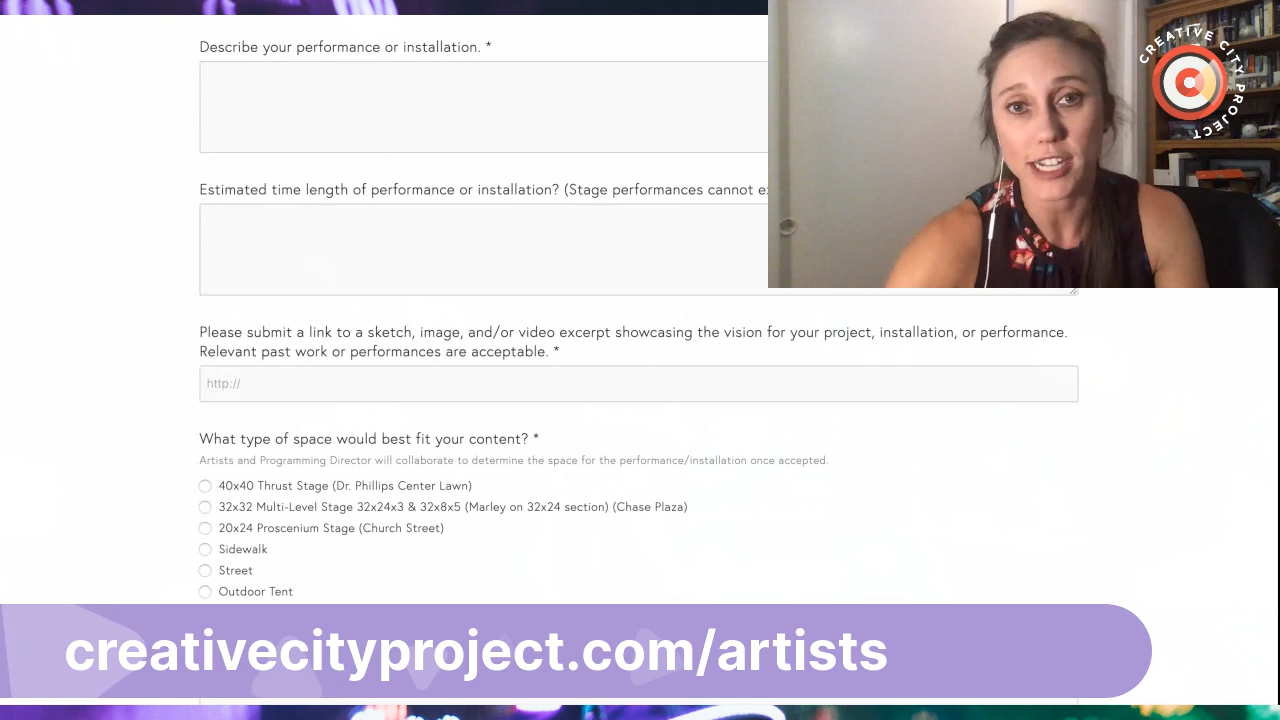 Describe your performance or installation. *
CREATIVE CITY PROJECT
Estimated time length of performance or installation? (Stage performances cannot
Please submit a link to a sketch, image, and/or video excerpt showcasing the vision for your project, installation, or performance.
Relevant past work or performances are acceptable. *
http://
What type of space would best fit your content? *
Artists and Programming Director will collaborate to determine the space for the performance/installation once accepted.
40x40 Thrust Stage (Dr. Phillips Center Lawn)
32x32 Multi-Level Stage 32x24x3 & 32x8x5 (Marley on 32x24 section) (Chase Plaza)
20x24 Proscenium Stage (Church Street)
Sidewalk
Street
Outdoor Tent
creativecityproject.com/artists